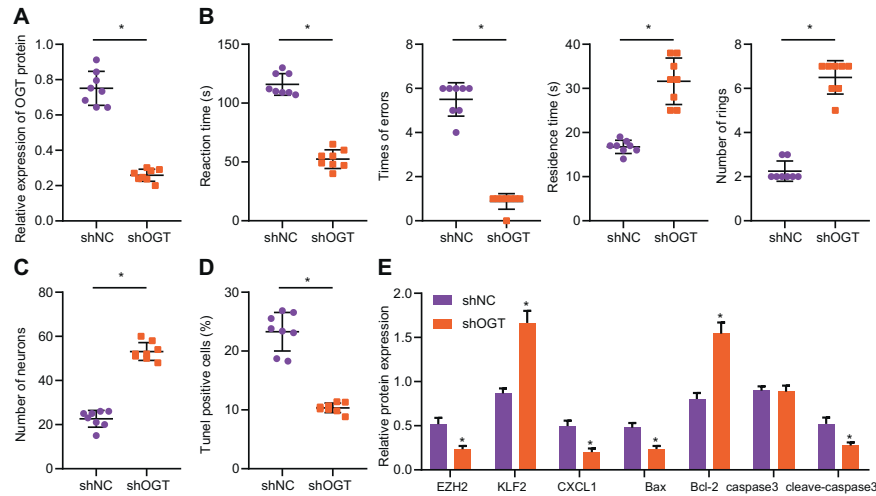 A
Relative expression of OGT protein
1.0
0.8
0.6
0.4
0.2
0.0
*
shNC shOGT
B
Reaction time (s)
150
100
50
0
*
shNC shOGT
Times of errors
8
6
4
2
0
*
shNC shOGT
Residence time (s)
40
30
20
10
0
*
shNC shOGT
Number of rings
8
6
4
2
0
*
shNC shOGT
C
Number of neurons
80
60
40
20
0
*
shNC shOGT
D
Tunel positive cells (%)
30
20
10
0
*
shNC shOGT
E
Relative protein expression
2.0
1.5
1.0
0.5
0.0
shNC
shOGT
*
*
*
*
*
*
EZH2 KLF2 CXCL1 Bax Bcl-2 caspase3 cleave-caspase3